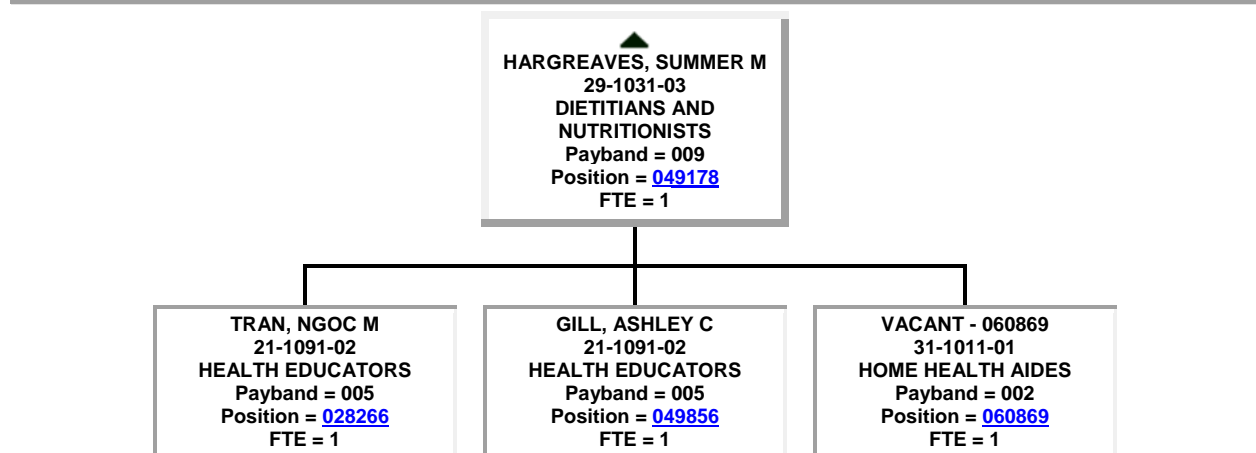 HARGREAVES, SUMMER M
29-1031-03
DIETITIANS AND
NUTRITIONISTS
Payband = 009
Position = 049178
FTE = 1
TRAN, NGOC M
21-1091-02
HEALTH EDUCATORS
Payband = 005
Position = 028266
FTE = 1
GILL, ASHLEY C
21-1091-02
HEALTH EDUCATORS
Payband = 005
Position = 049856
FTE = 1
VACANT - 060869
31-1011-01
HOME HEALTH AIDES
Payband = 002
Position = 060869
FTE = 1